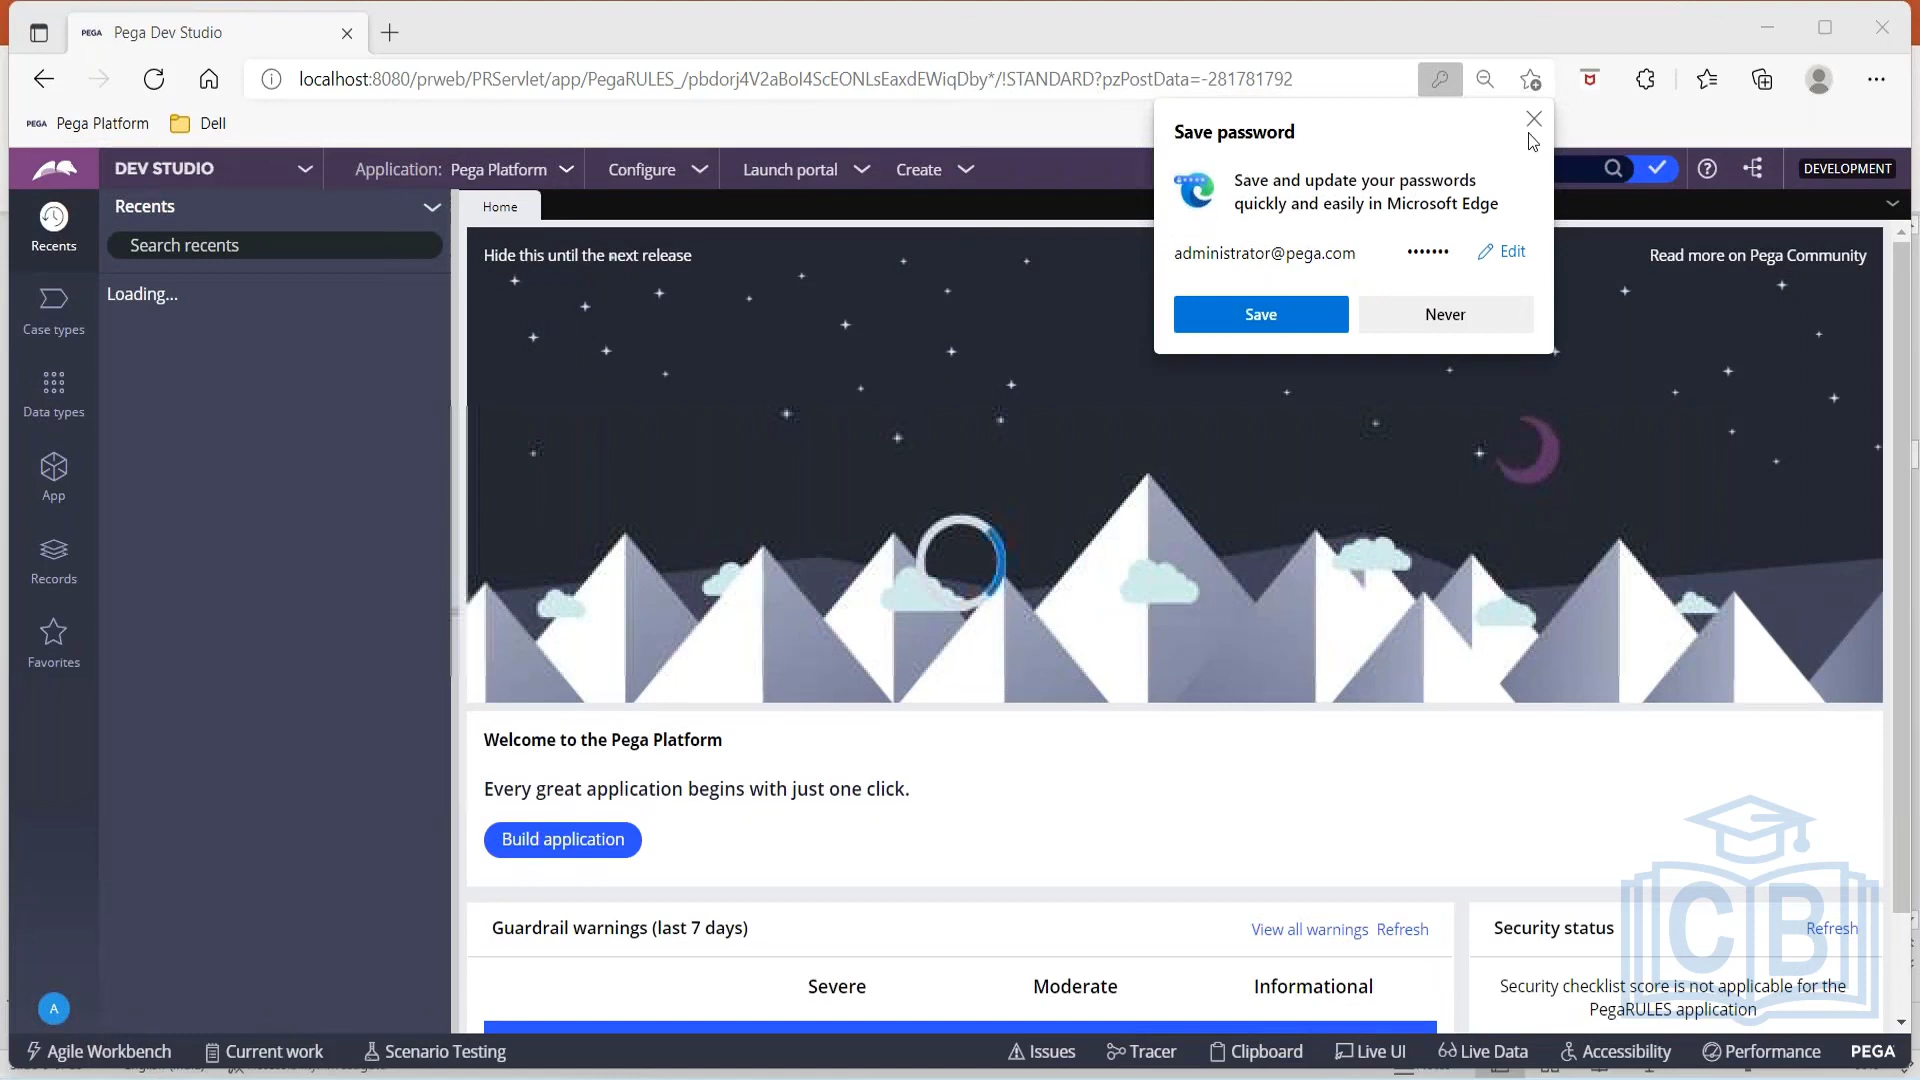 PEGA Pega Dev Studio
localhost:8080/prweb/PRServlet/app/PegaRULES_/pbdorj4V2aBoI4ScEONLsEaxdEWiqDby*/!STANDARD?pzPostData=-281781792
PEGA Pega Platform Dell
Save password
Save and update your passwords
quickly and easily in Microsoft Edge
administrator@pega.com ••••••• Edit
Save Never
DEV STUDIO Application: Pega Platform Configure Launch portal Create DEVELOPMENT
Recents
Search recents
Loading...
Recents
Case types
Data types
App
Records
Favorites
A
Home
Hide this until the next release Read more on Pega Community
Welcome to the Pega Platform
Every great application begins with just one click.
Build application
Guardrail warnings (last 7 days) View all warnings Refresh
Severe Moderate Informational
Security status Refresh
Security checklist score is not applicable for the
PegaRULES application
CB
Agile Workbench Current work Scenario Testing Issues Tracer Clipboard Live UI Live Data Accessibility Performance PEGA